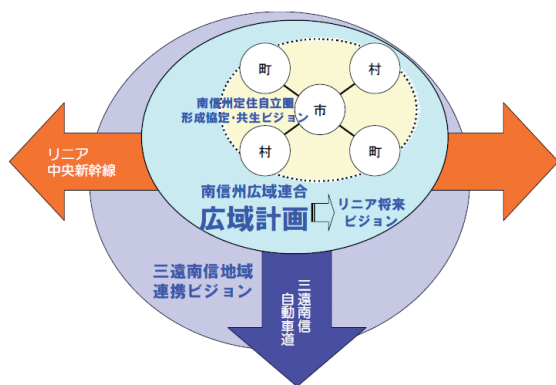 町
村
南信州定住自立圏
形成協定・共生ビジョン
市
村
町
リニア
中央新幹線
南信州広域連合
広域計画
リニア将来
ビジョン
三遠南信地域
連携ビジョン
三遠南信
自動車道